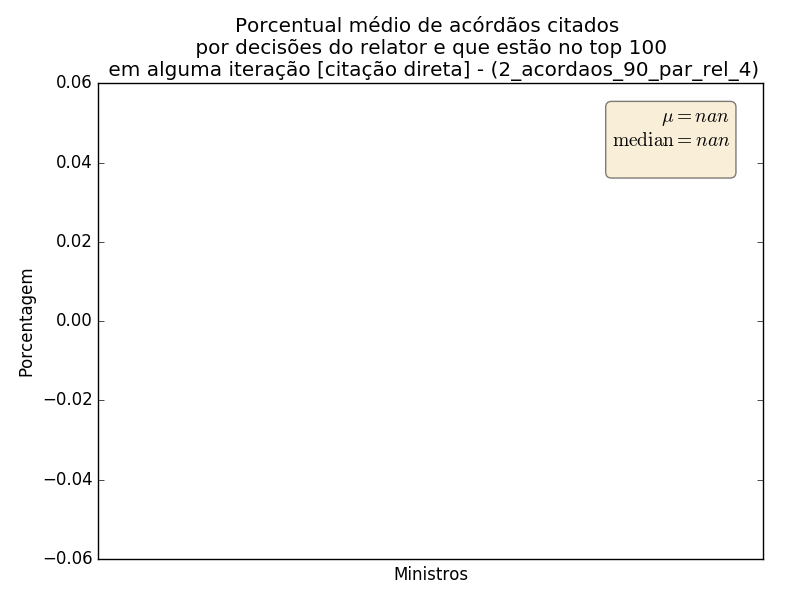 Porcentual médio de acórdãos citados
por decisões do relator e que estão no top 100
em alguma iteração [citação direta] - (2_acordaos_90_par_rel_4)
μ = nan
median = nan
0.06
0.04
0.02
0.00
−0.02
−0.04
−0.06
Porcentagem
Ministros